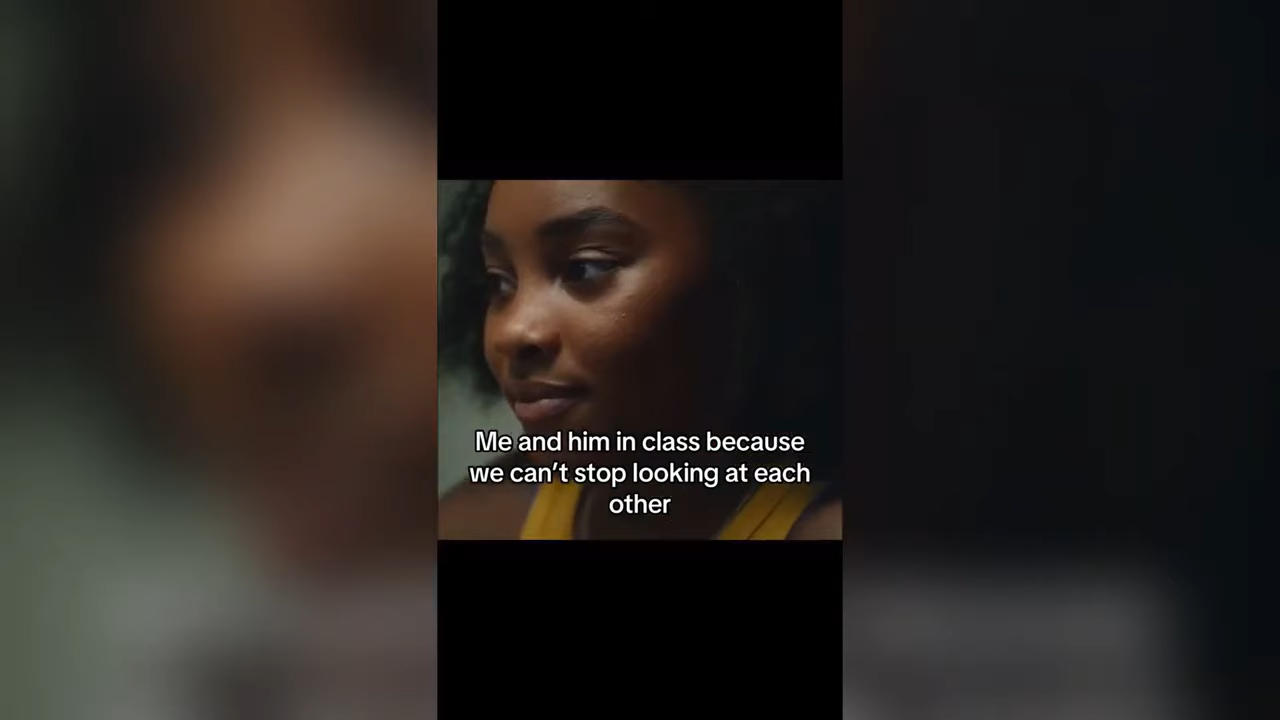 Me and him in class because
we can’t stop looking at each
other